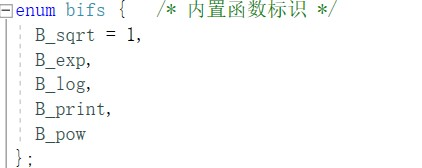 enum bifs {   /* 内置函数标识 */
B_sqrt = 1,
B_exp,
B_log,
B_print,
B_pow
};